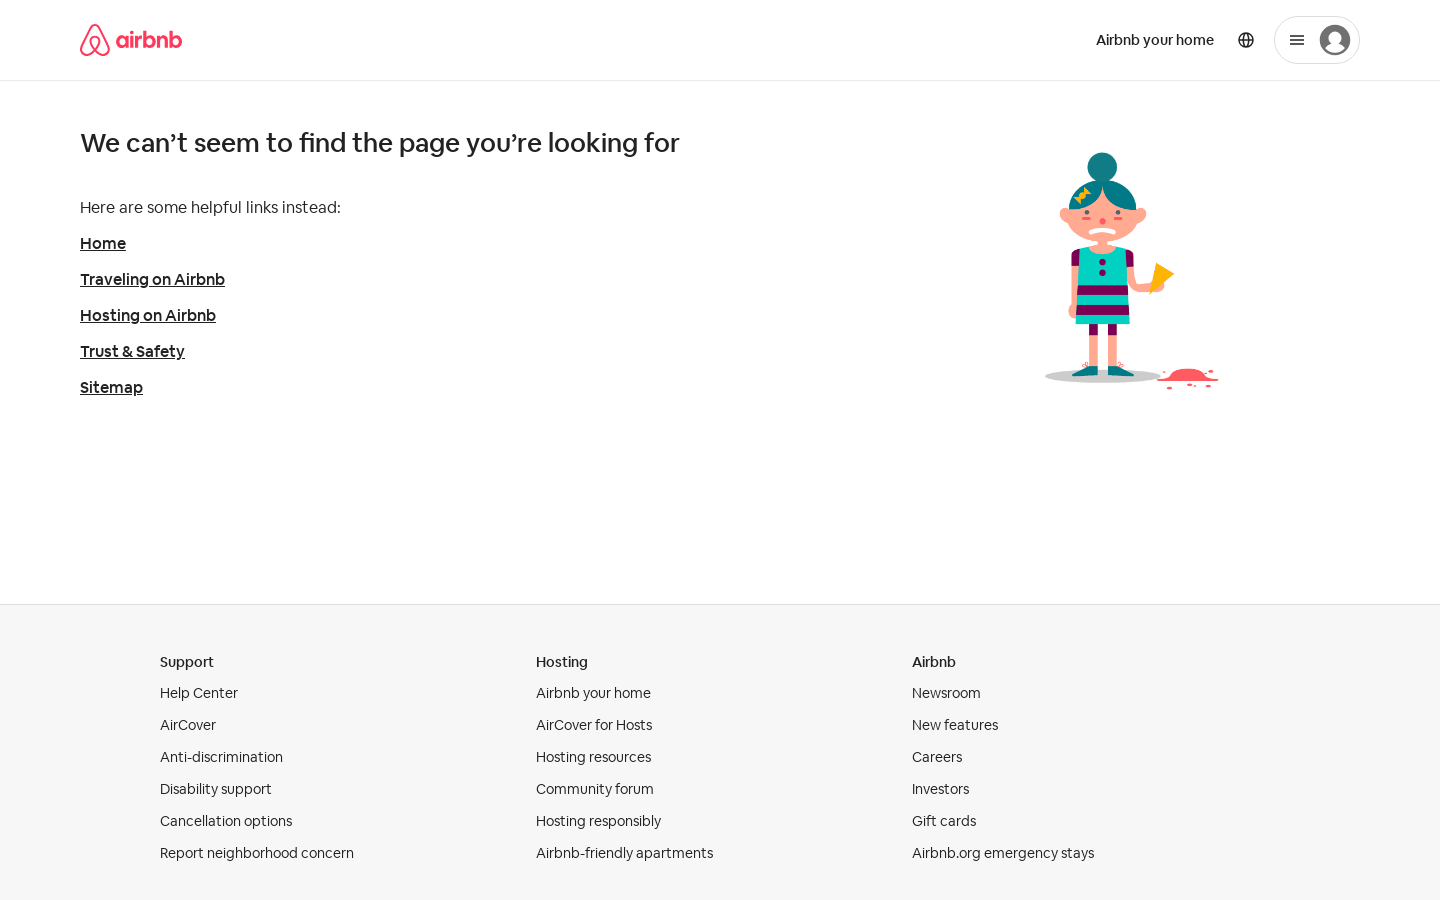 airbnb
Airbnb your home
We can’t seem to find the page you’re looking for
Here are some helpful links instead:
Home
Traveling on Airbnb
Hosting on Airbnb
Trust & Safety
Sitemap
Support
Help Center
AirCover
Anti-discrimination
Disability support
Cancellation options
Report neighborhood concern
Hosting
Airbnb your home
AirCover for Hosts
Hosting resources
Community forum
Hosting responsibly
Airbnb-friendly apartments
Airbnb
Newsroom
New features
Careers
Investors
Gift cards
Airbnb.org emergency stays